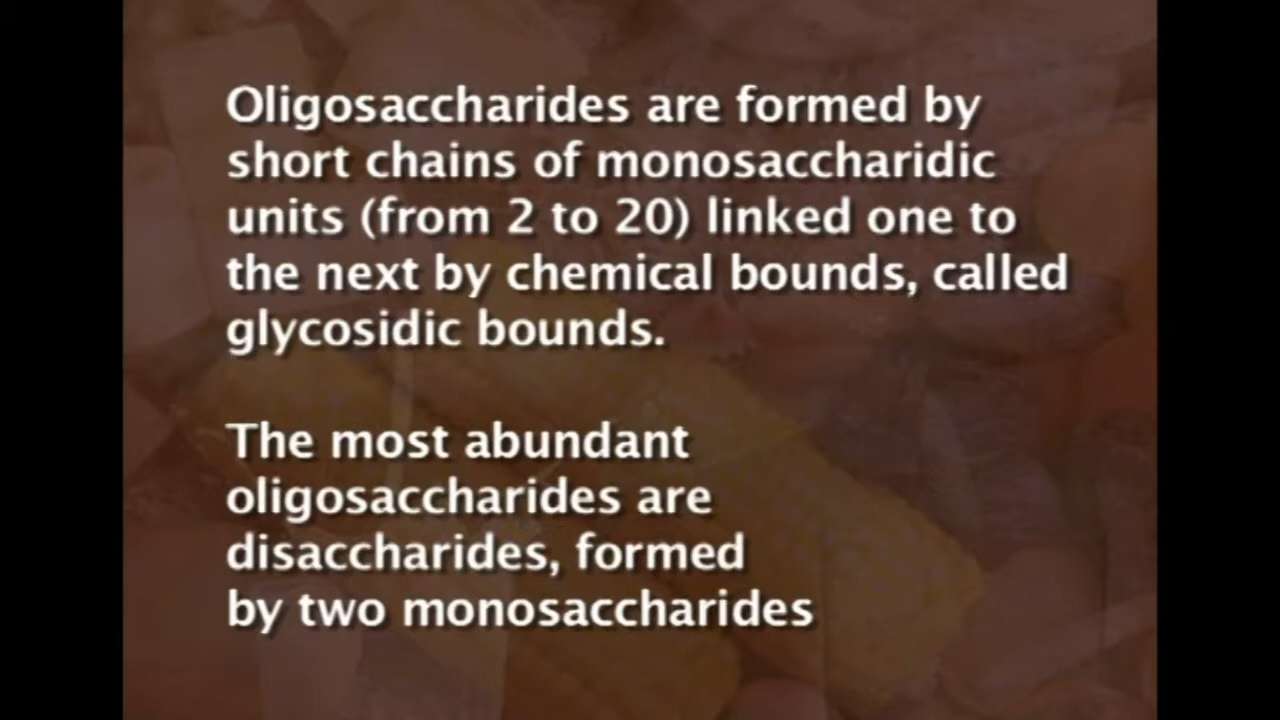 Oligosaccharides are formed by
short chains of monosaccharidic
units (from 2 to 20) linked one to
the next by chemical bounds, called
glycosidic bounds.
The most abundant
oligosaccharides are
disaccharides, formed
by two monosaccharides